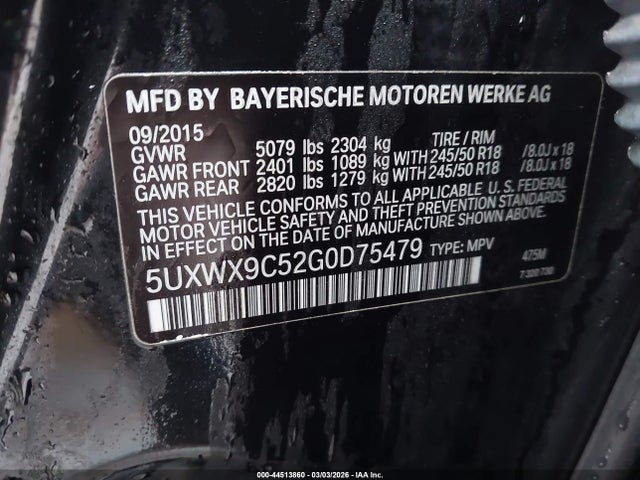 MFD BY BAYERISCHE MOTOREN WERKE AG
09/2015 TIRE / RIM
GVWR 5079 lbs 2304 kg
GAWR FRONT 2401 lbs 1089 kg WITH 245/50 R18 / 8.0J x 18
GAWR REAR 2820 lbs 1279 kg WITH 245/50 R18 / 8.0J x 18
THIS VEHICLE CONFORMS TO ALL APPLICABLE U. S. FEDERAL
MOTOR VEHICLE SAFETY AND THEFT PREVENTION STANDARDS
IN EFFECT ON THE DATE OF MANUFACTURE SHOWN ABOVE.
5UXWX9C52G0D75479 TYPE: MPV 475M
7 320 730
000-44513860 - 03/03/2026 - IAA Inc.